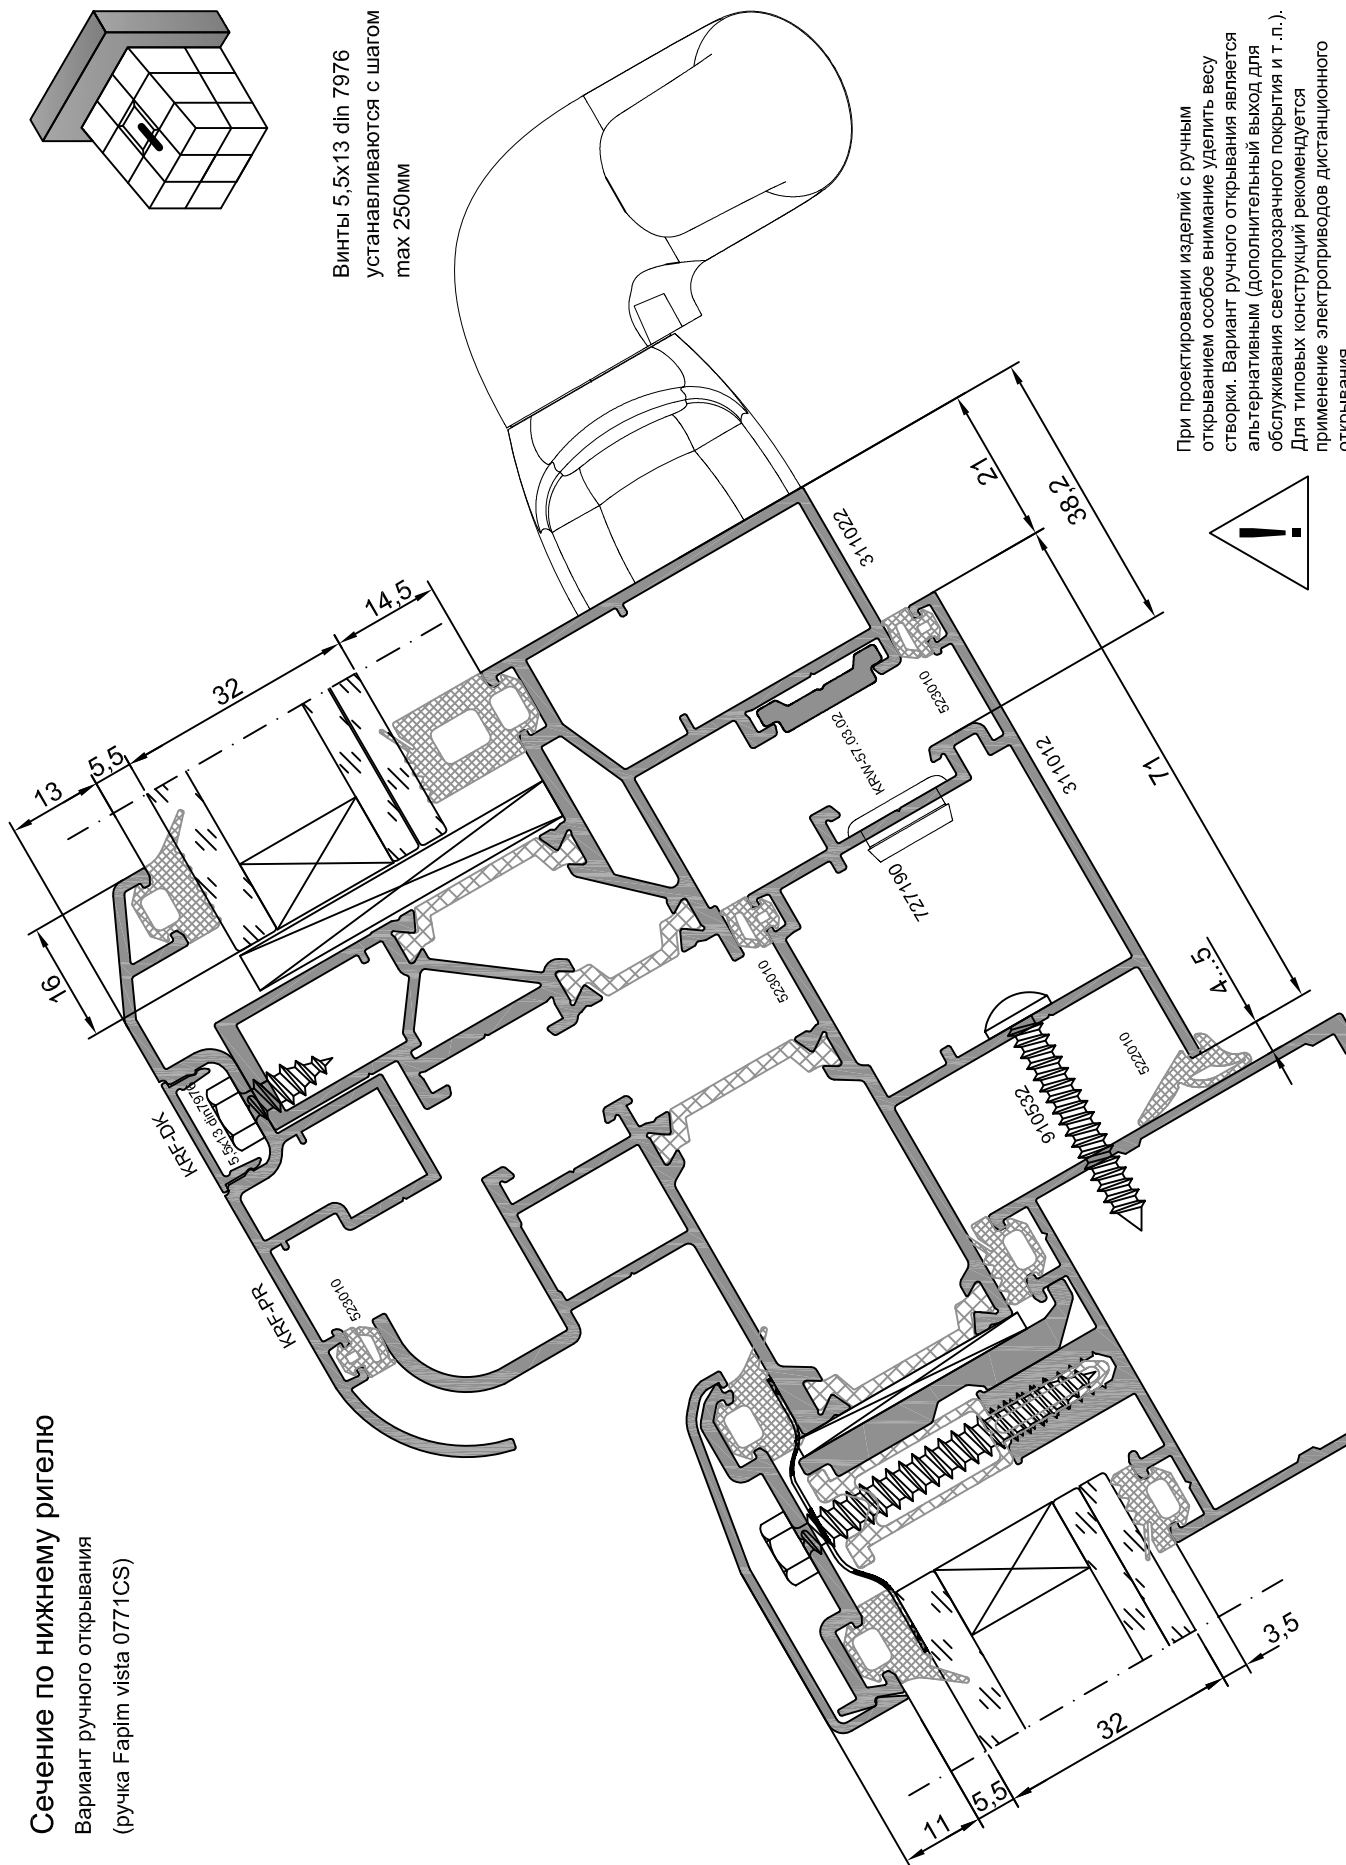 Сечение по нижнему ригелю
Вариант ручного открывания
(ручка Fapim vista 0771CS)
Винты 5,5x13 din 7976
устанавливаются с шагом
max 250мм
При проектировании изделий с ручным
открыванием особое внимание уделить весу
створки. Вариант ручного открывания является
альтернативным (дополнительный выход для
обслуживания светопрозрачного покрытия и т .п.).
Для типовых конструкций рекомендуется
применение электроприводов дистанционного
открывания
!
13
5,5
32
14,5
16
KRF-DK
5,5x13 din7976
KRF-PR
523010
523010
523010
KRW-57.03.02
311022
311012
727190
910532
522010
21
38,2
71
4...5
11
5,5
32
3,5